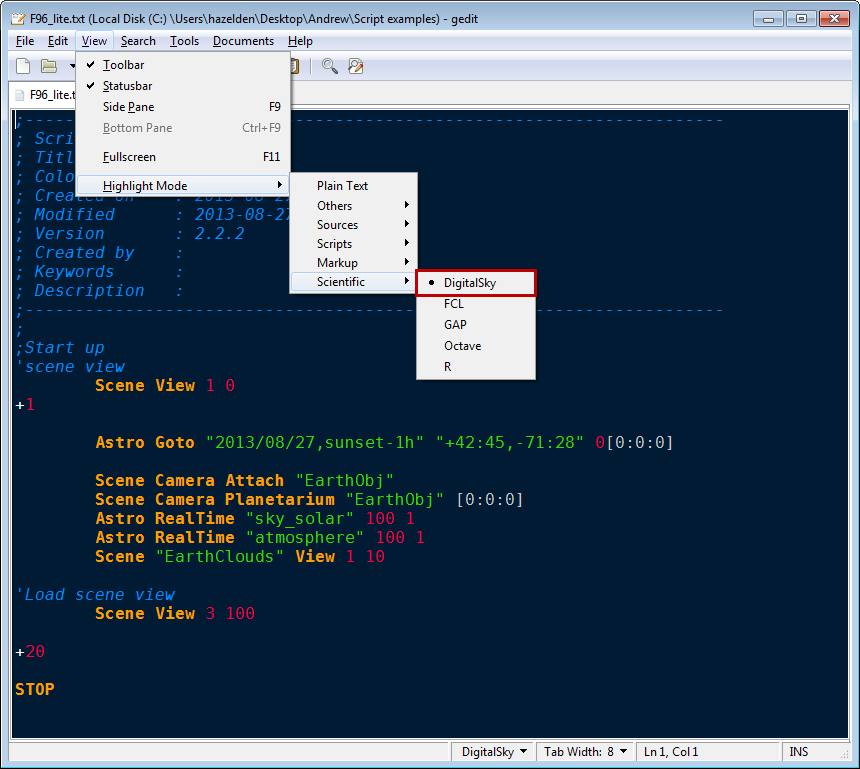 F96_lite.txt (Local Disk (C:) \Users\hazelden\Desktop\Andrew\Script examples) - gedit
File Edit View Search Tools Documents Help
Toolbar
Statusbar
Side Pane F9
Bottom Pane Ctrl+F9
Fullscreen F11
Highlight Mode
Plain Text
Others
Sources
Scripts
Markup
Scientific
DigitalSky
FCL
GAP
Octave
R
F96_lite.t
;----------------------------------------------------------------------
; Scri
; Titl
; Colo
; Created on : 2013-08-27
; Modified : 2013-08-27
; Version : 2.2.2
; Created by :
; Keywords :
; Description :
;----------------------------------------------------------------------
;
;Start up
'scene view
Scene View 1 0
+1
Astro Goto "2013/08/27,sunset-1h" "+42:45,-71:28" 0[0:0:0]
Scene Camera Attach "EarthObj"
Scene Camera Planetarium "EarthObj" [0:0:0]
Astro RealTime "sky_solar" 100 1
Astro RealTime "atmosphere" 100 1
Scene "EarthClouds" View 1 10
'Load scene view
Scene View 3 100
+20
STOP
DigitalSky Tab Width: 8 Ln 1, Col 1 INS